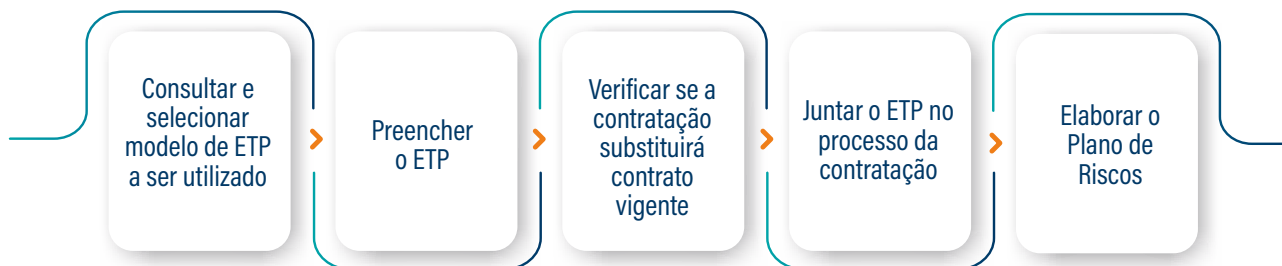 Consultar e
selecionar
modelo de ETP
a ser utilizado
Preencher
o ETP
Verificar se a
contratação
substituirá
contrato
vigente
Juntar o ETP no
processo da
contratação
Elaborar o
Plano de
Riscos